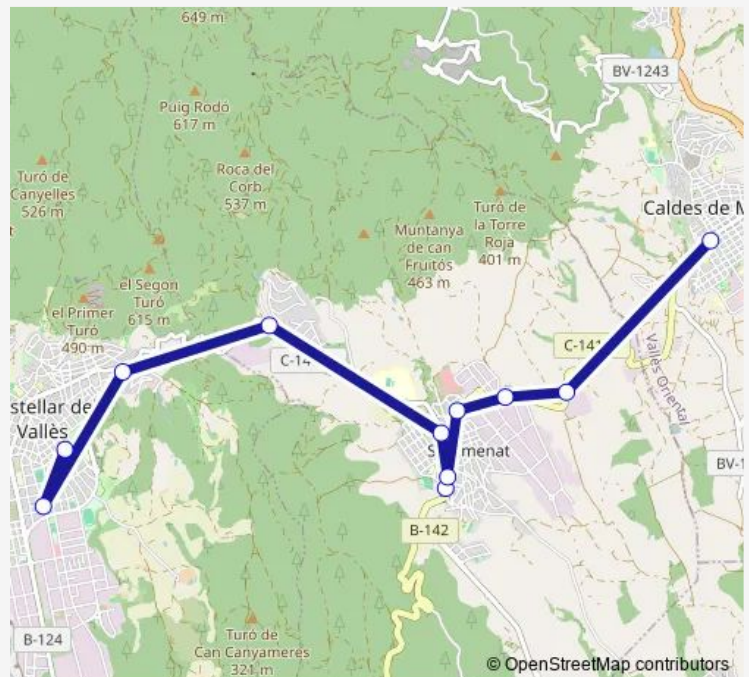 649 m
BV-1243
Puig Rodó
617 m
Turó de
Canyelles
526 m
Roca del
Corb
537 m
Turó de
la Torre
Roja
401 m
Caldes de M
Muntanya
de can
Fruitós
463 m
el Segon
Turó
615 m
el Primer
Turó
490 m
C-14
C-141
Vallès Oriental
stellar de
Vallès
S menat
BV-1
B-142
B-124
Turó de
Can Canyameres
321 m
© OpenStreetMap contributors